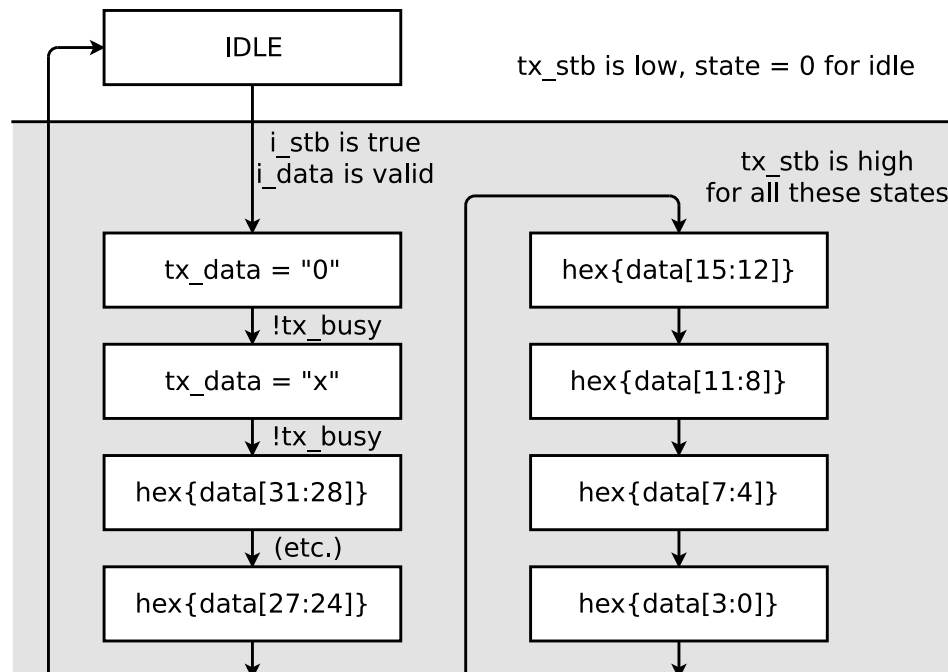 IDLE
tx_stb is low, state = 0 for idle
i_stb is true
i_data is valid
tx_stb is high
for all these states
tx_data = "0"
!tx_busy
tx_data = "x"
!tx_busy
hex{data[31:28]}
(etc.)
hex{data[27:24]}
hex{data[15:12]}
hex{data[11:8]}
hex{data[7:4]}
hex{data[3:0]}